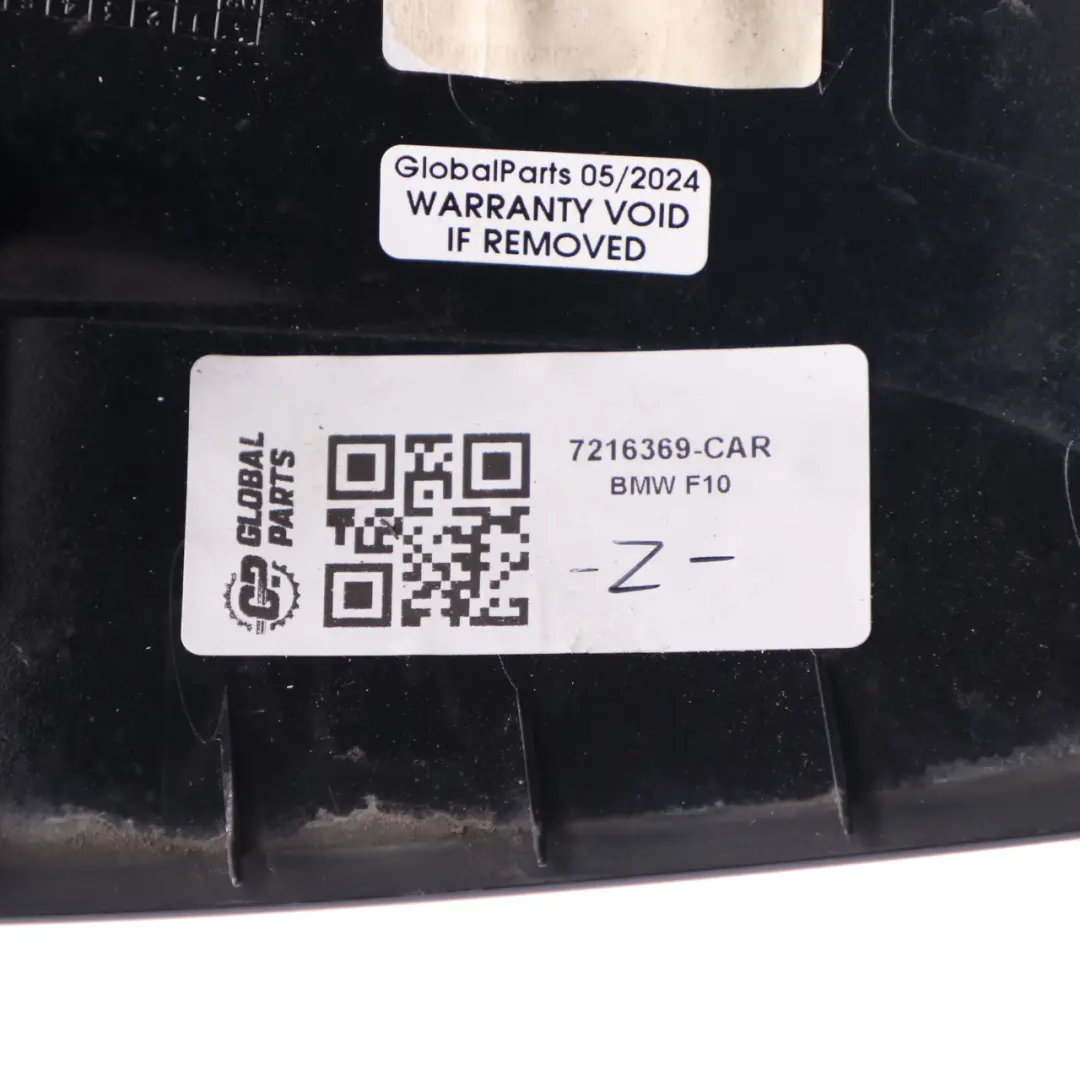 GlobalParts 05/2024
WARRANTY VOID
IF REMOVED
GLOBAL
PARTS
7216369-CAR
BMW F10
-Z-